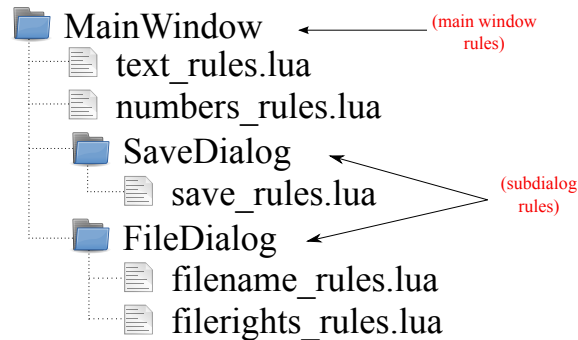 MainWindow
(main window
rules)
text_rules.lua
numbers_rules.lua
SaveDialog
save_rules.lua
(subdialog
rules)
FileDialog
filename_rules.lua
filerights_rules.lua